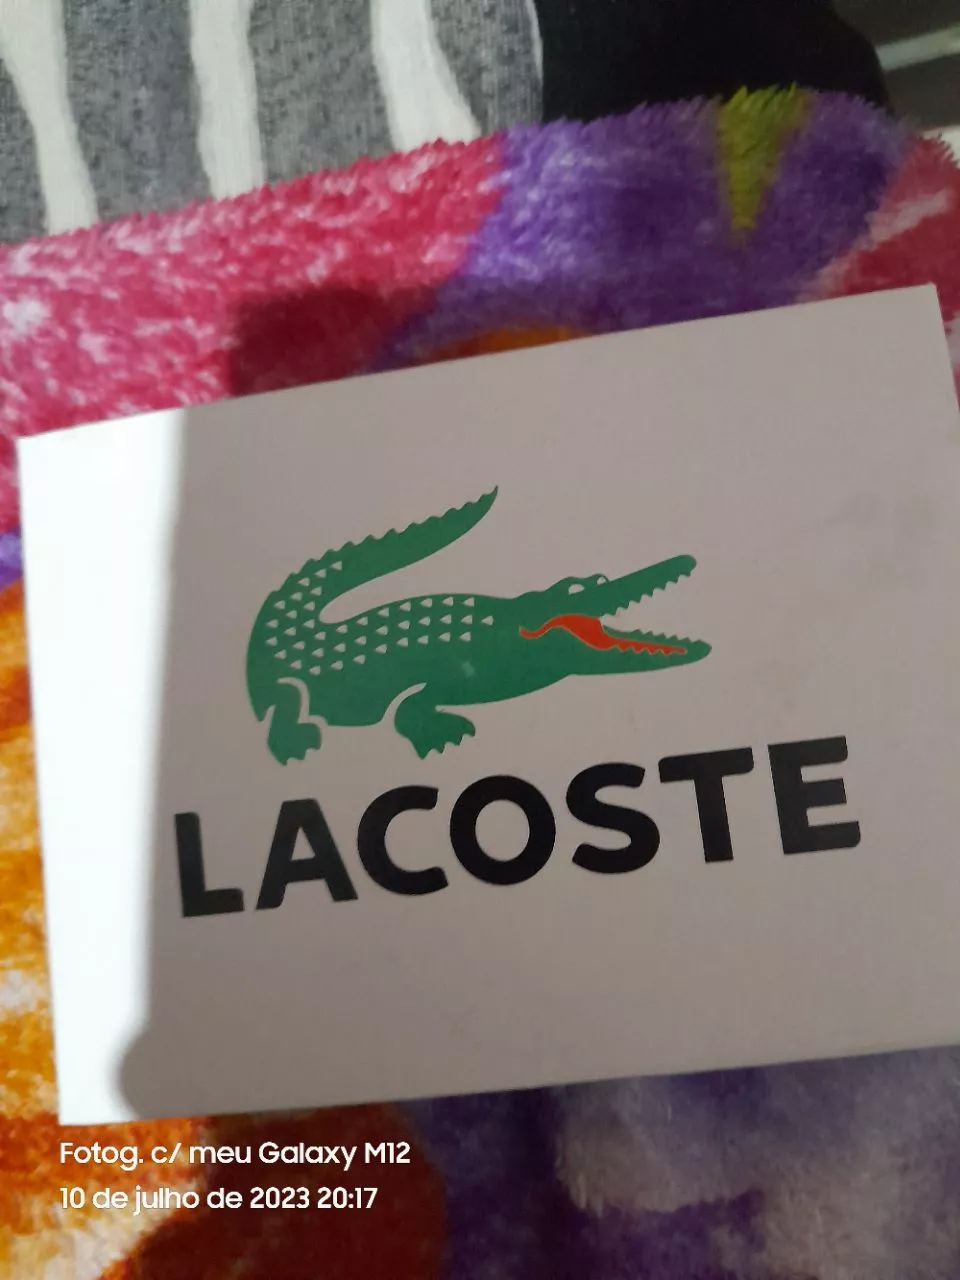 LACOSTE
Fotog. c/ meu Galaxy M12
10 de julho de 2023 20:17